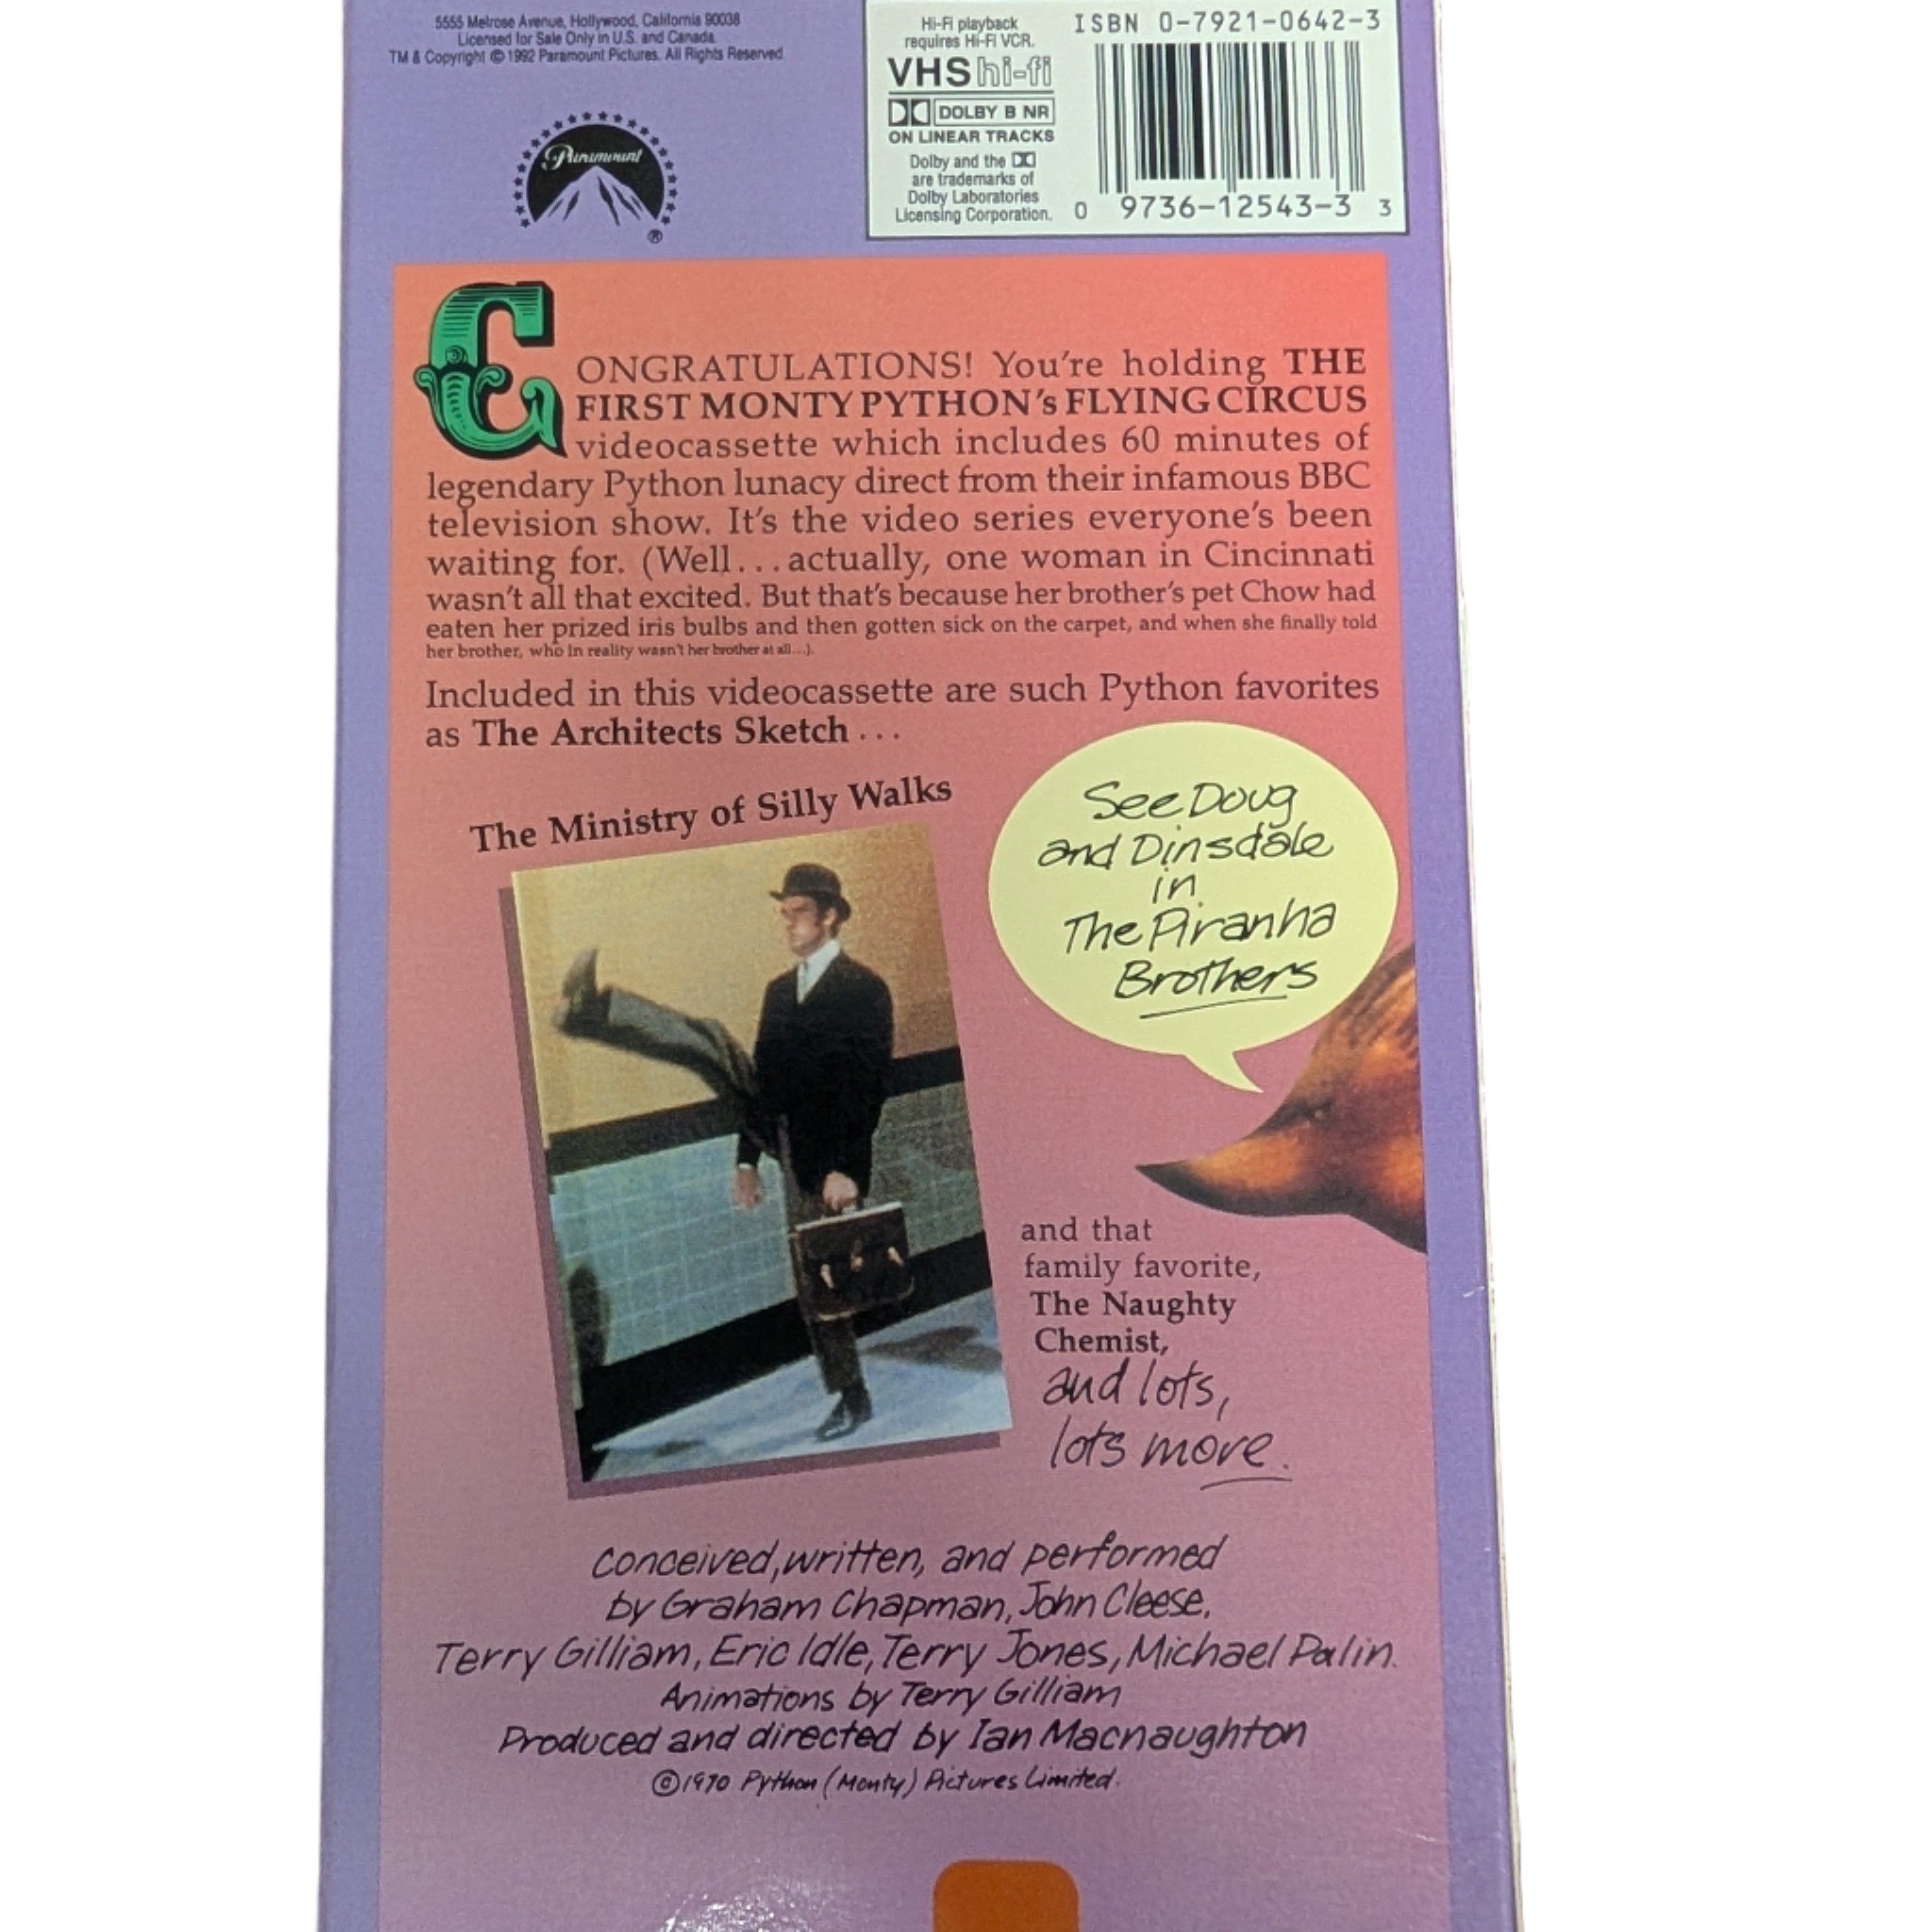 5555 Melrose Avenue, Hollywood, California 90038
Licensed for Sale Only in U.S. and Canada.
TM & Copyright © 1992 Paramount Pictures. All Rights Reserved.
Paramount
®
Hi-Fi playback
requires Hi-Fi VCR.
VHS hi-fi
DOLBY B NR
ON LINEAR TRACKS
Dolby and the
are trademarks of
Dolby Laboratories
Licensing Corporation.
ISBN 0-7921-0642-3
0 9736-12543-3 3
CONGRATULATIONS! You're holding THE
FIRST MONTY PYTHON's FLYING CIRCUS
videocassette which includes 60 minutes of
legendary Python lunacy direct from their infamous BBC
television show. It's the video series everyone's been
waiting for. (Well...actually, one woman in Cincinnati
wasn't all that excited. But that's because her brother's pet Chow had
eaten her prized iris bulbs and then gotten sick on the carpet, and when she finally told
her brother, who in reality wasn't her brother at all...).
Included in this videocassette are such Python favorites
as The Architects Sketch ...
The Ministry of Silly Walks
See Doug
and Dinsdale
in
The Piranha
Brothers
and that
family favorite,
The Naughty
Chemist,
and lots,
lots more.
Conceived, written, and performed
by Graham Chapman, John Cleese,
Terry Gilliam, Eric Idle, Terry Jones, Michael Palin.
Animations by Terry Gilliam
Produced and directed by Ian Macnaughton
©1970 Python (Monty) Pictures Limited.